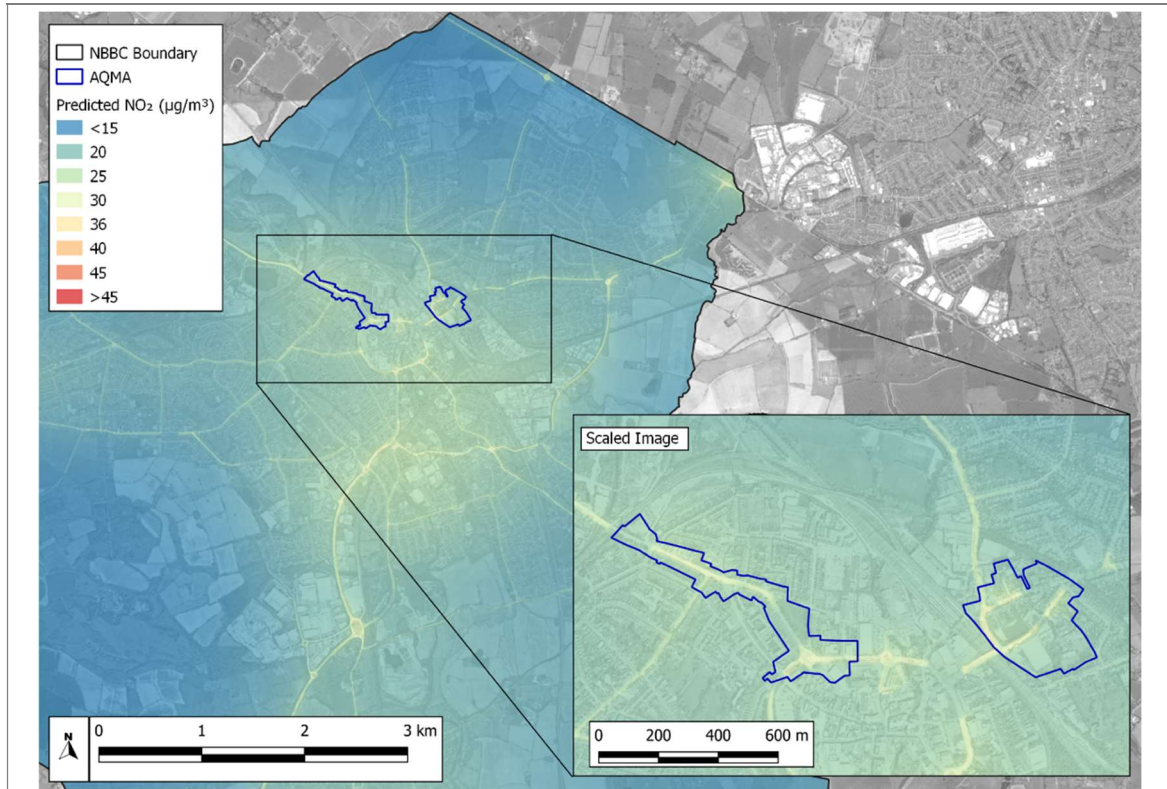 NBBC Boundary
AQMA
Predicted NO₂ (µg/m³)
<15
20
25
30
36
40
45
>45
Scaled Image
N
0 1 2 3 km
0 200 400 600 m